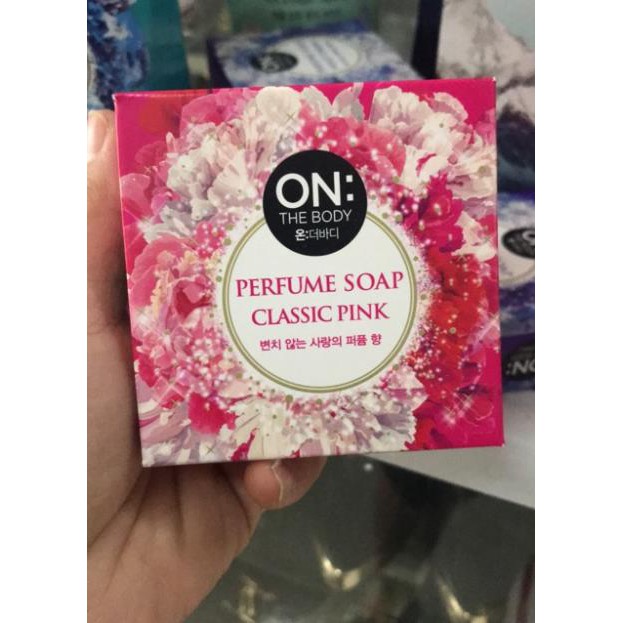 ON:
THE BODY
온:더바디
PERFUME SOAP
CLASSIC PINK
변치 않는 사랑의 퍼퓸 향